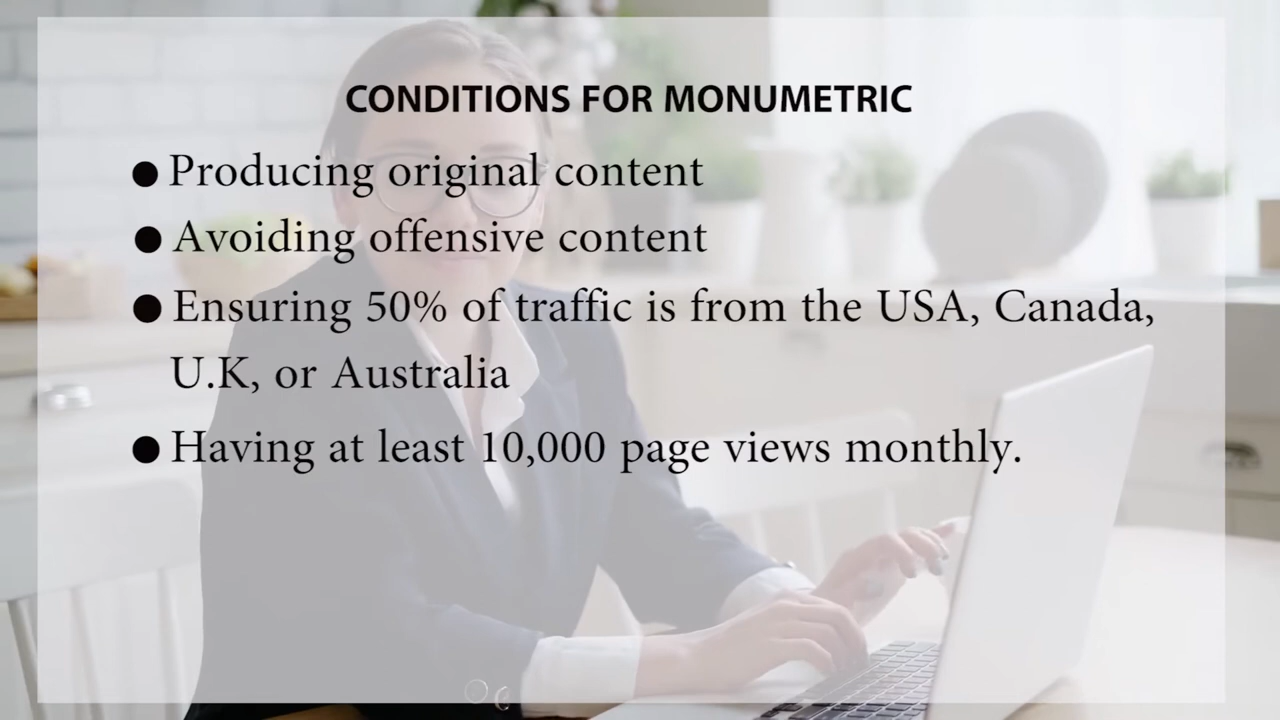 CONDITIONS FOR MONUMETRIC
● Producing original content
● Avoiding offensive content
● Ensuring 50% of traffic is from the USA, Canada,
U.K, or Australia
● Having at least 10,000 page views monthly.